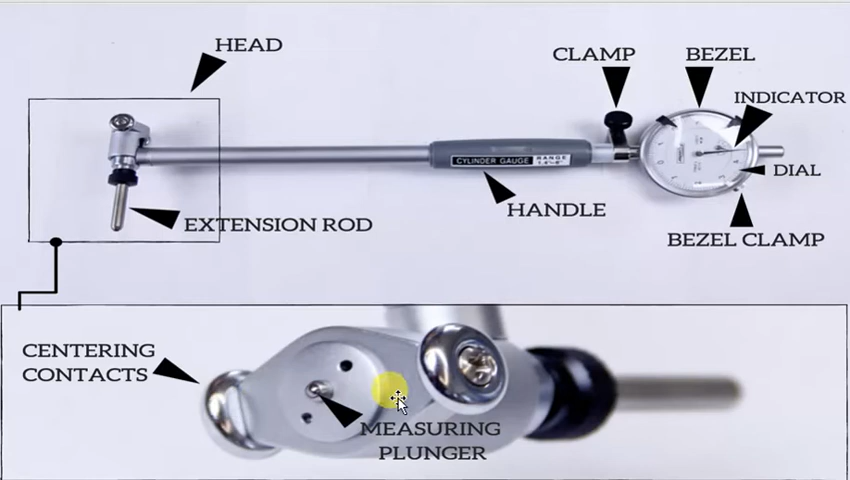 HEAD
CLAMP
BEZEL
INDICATOR
CYLINDER GAUGE
RANGE
DIAL
EXTENSION ROD
HANDLE
BEZEL CLAMP
CENTERING
CONTACTS
MEASURING
PLUNGER